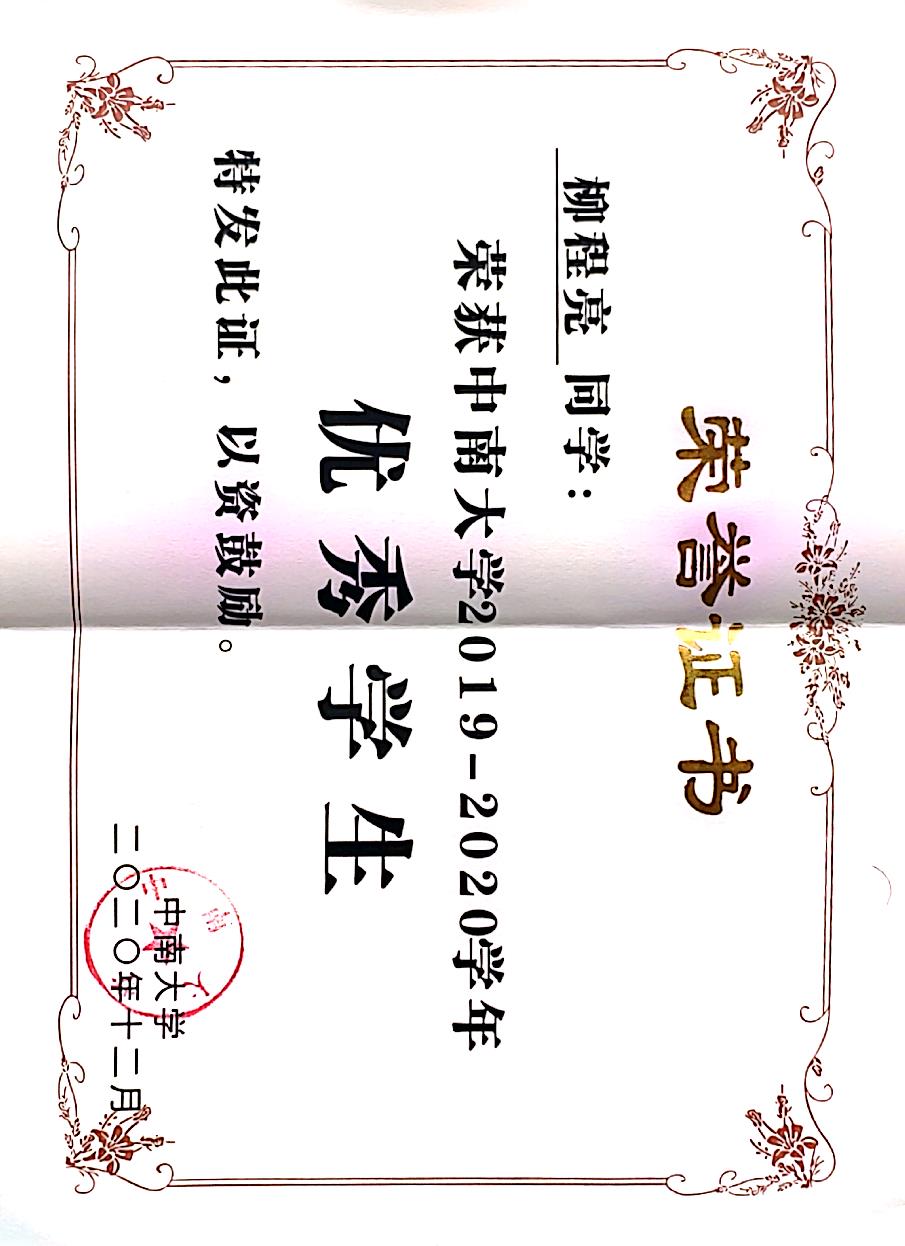 荣誉证书
柳程亮 同学：
荣获中南大学2019-2020学年
优秀学生
特发此证，以资鼓励。
中南大学
二〇二〇年十二月